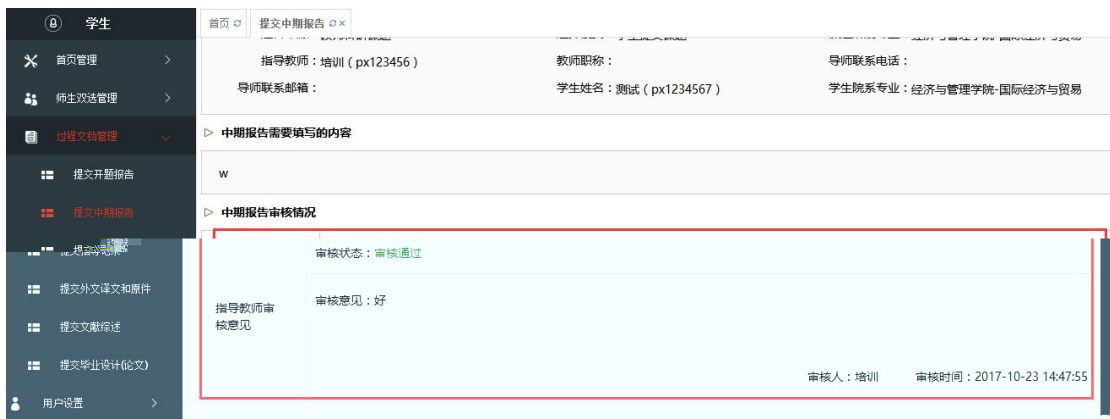 学生
首页 提交中期报告
首页管理
师生双选管理
过程文档管理
提交开题报告
提交中期报告
提交外文译文和原件
提交文献综述
提交毕业设计(论文)
用户设置
指导教师：培训（px123456） 教师职称： 导师联系电话：
导师联系邮箱： 学生姓名：测试（px1234567） 学生院系专业：经济与管理学院-国际经济与贸易
中期报告需要填写的内容
w
中期报告审核情况
审核状态：审核通过
指导教师审
核意见
审核意见：好
审核人：培训 审核时间：2017-10-23 14:47:55